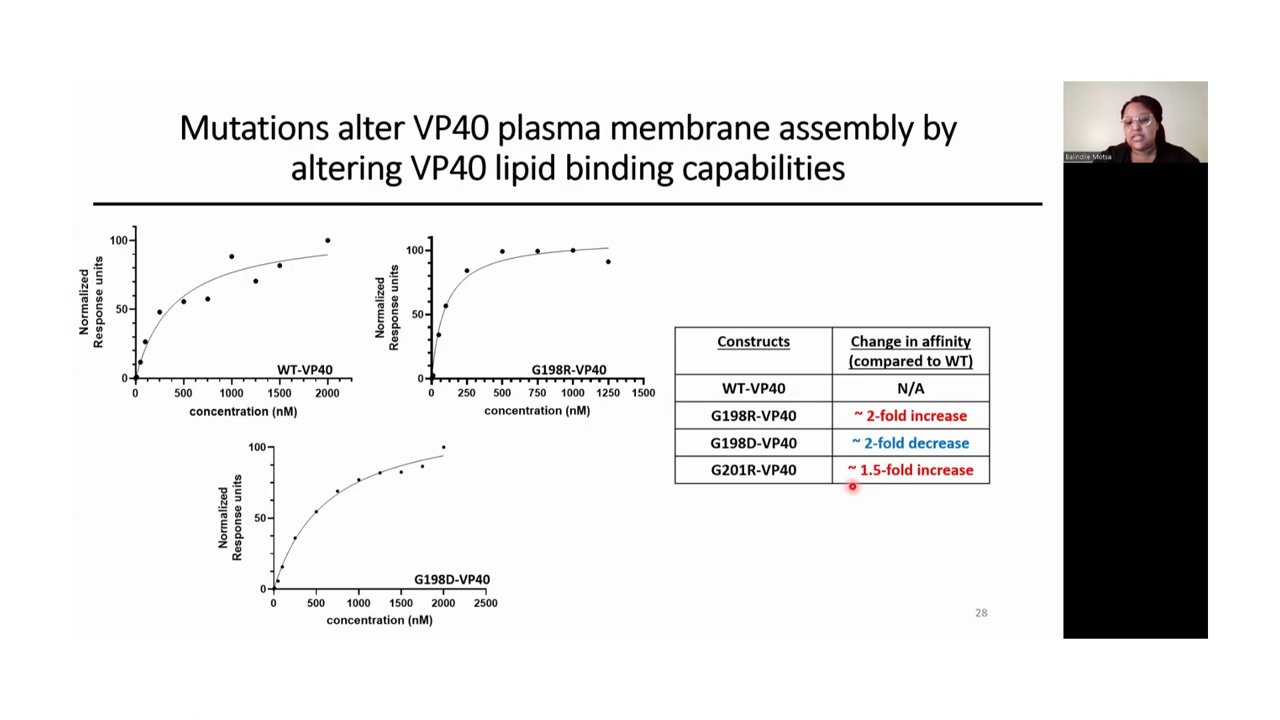 Mutations alter VP40 plasma membrane assembly by
altering VP40 lipid binding capabilities
Balindile Motsa
Normalized
Response units
100
50
0
WT-VP40
0 500 1000 1500 2000
concentration (nM)
Normalized
Response units
100
50
0
G198R-VP40
0 250 500 750 1000 1250 1500
concentration (nM)
Constructs Change in affinity
(compared to WT)
WT-VP40 N/A
G198R-VP40 ~ 2-fold increase
G198D-VP40 ~ 2-fold decrease
G201R-VP40 ~ 1.5-fold increase
Normalized
Response units
100
50
0
G198D-VP40
0 500 1000 1500 2000 2500
concentration (nM)
28